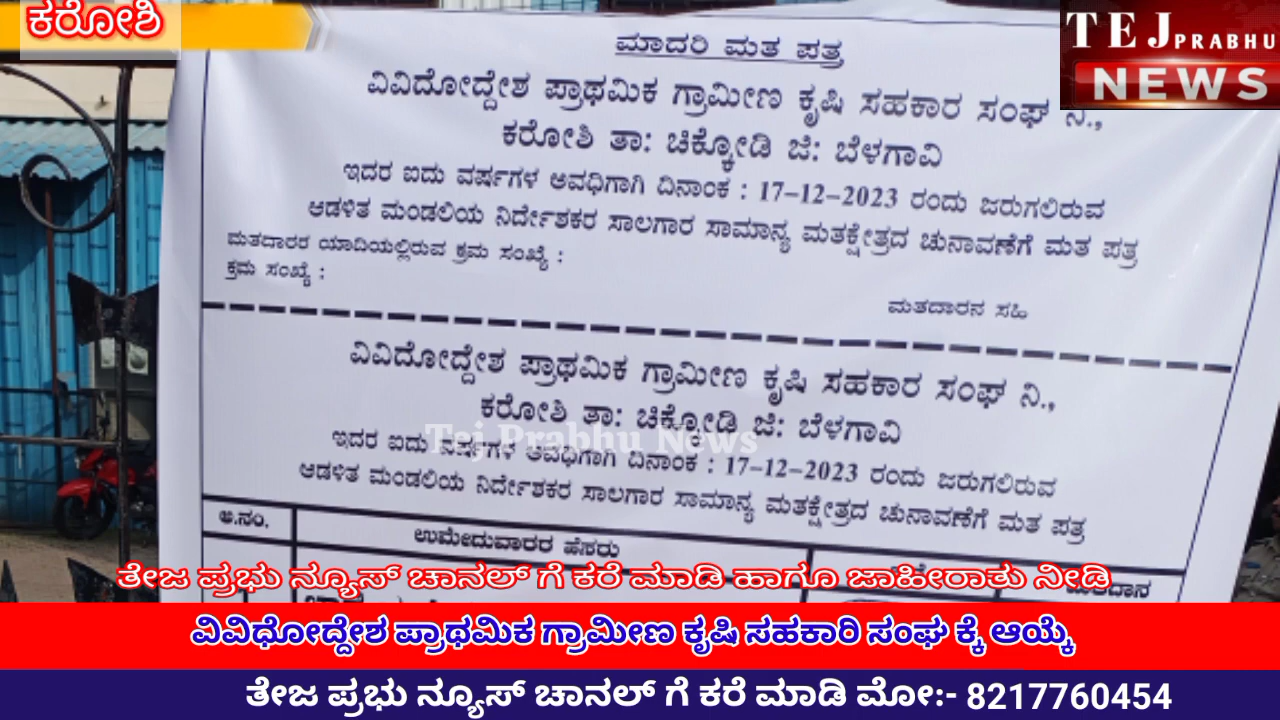 ಕರೋಶಿ
TEJ PRABHU
NEWS
ಮಾದರಿ ಮತ ಪತ್ರ
ವಿವಿದೋದ್ದೇಶ ಪ್ರಾಥಮಿಕ ಗ್ರಾಮೀಣ ಕೃಷಿ ಸಹಕಾರ ಸಂಘ ನಿ.,
ಕರೋಶಿ ತಾ: ಚಿಕ್ಕೋಡಿ ಜಿ: ಬೆಳಗಾವಿ
ಇದರ ಐದು ವರ್ಷಗಳ ಅವಧಿಗಾಗಿ ದಿನಾಂಕ : 17-12-2023 ರಂದು ಜರುಗಲಿರುವ
ಆಡಳಿತ ಮಂಡಲಿಯ ನಿರ್ದೇಶಕರ ಸಾಲಗಾರ ಸಾಮಾನ್ಯ ಮತಕ್ಷೇತ್ರದ ಚುನಾವಣೆಗೆ ಮತ ಪತ್ರ
ಮತದಾರರ ಯಾದಿಯಲ್ಲಿರುವ ಕ್ರಮ ಸಂಖ್ಯೆ :
ಕ್ರಮ ಸಂಖ್ಯೆ :
ಮತದಾರನ ಸಹಿ
ವಿವಿದೋದ್ದೇಶ ಪ್ರಾಥಮಿಕ ಗ್ರಾಮೀಣ ಕೃಷಿ ಸಹಕಾರ ಸಂಘ ನಿ.,
ಕರೋಶಿ ತಾ: ಚಿಕ್ಕೋಡಿ ಜಿ: ಬೆಳಗಾವಿ
Tej Prabhu News
ಇದರ ಐದು ವರ್ಷಗಳ ಅವಧಿಗಾಗಿ ದಿನಾಂಕ : 17-12-2023 ರಂದು ಜರುಗಲಿರುವ
ಆಡಳಿತ ಮಂಡಲಿಯ ನಿರ್ದೇಶಕರ ಸಾಲಗಾರ ಸಾಮಾನ್ಯ ಮತಕ್ಷೇತ್ರದ ಚುನಾವಣೆಗೆ ಮತ ಪತ್ರ
ಅ.ನಂ. ಉಮೇದುವಾರರ ಹೆಸರು
ತೇಜ ಪ್ರಭು ನ್ಯೂಸ್ ಚಾನಲ್ ಗೆ ಕರೆ ಮಾಡಿ ಹಾಗೂ ಜಾಹೀರಾತು ನೀಡಿ
ವಿವಿಧೋದ್ದೇಶ ಪ್ರಾಥಮಿಕ ಗ್ರಾಮೀಣ ಕೃಷಿ ಸಹಕಾರಿ ಸಂಘ ಕ್ಕೆ ಆಯ್ಕೆ
ತೇಜ ಪ್ರಭು ನ್ಯೂಸ್ ಚಾನಲ್ ಗೆ ಕರೆ ಮಾಡಿ ಮೋ:- 8217760454